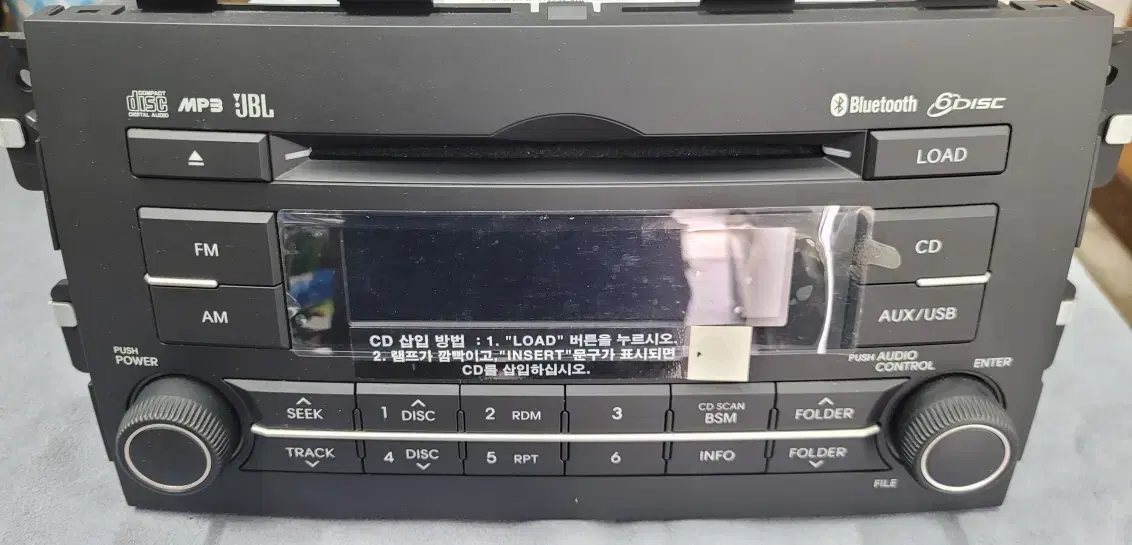 COMPACT
disc
DIGITAL AUDIO
MP3
JBL
Bluetooth
6DISC
LOAD
FM
CD
AM
AUX/USB
CD 삽입 방법 : 1. "LOAD" 버튼을 누르시오.
2. 램프가 깜빡이고,"INSERT"문구가 표시되면
CD를 삽입하십시오.
PUSH
POWER
PUSH AUDIO
CONTROL
ENTER
SEEK
1 DISC
2 RDM
3
CD SCAN
BSM
FOLDER
TRACK
4 DISC
5 RPT
6
INFO
FOLDER
FILE